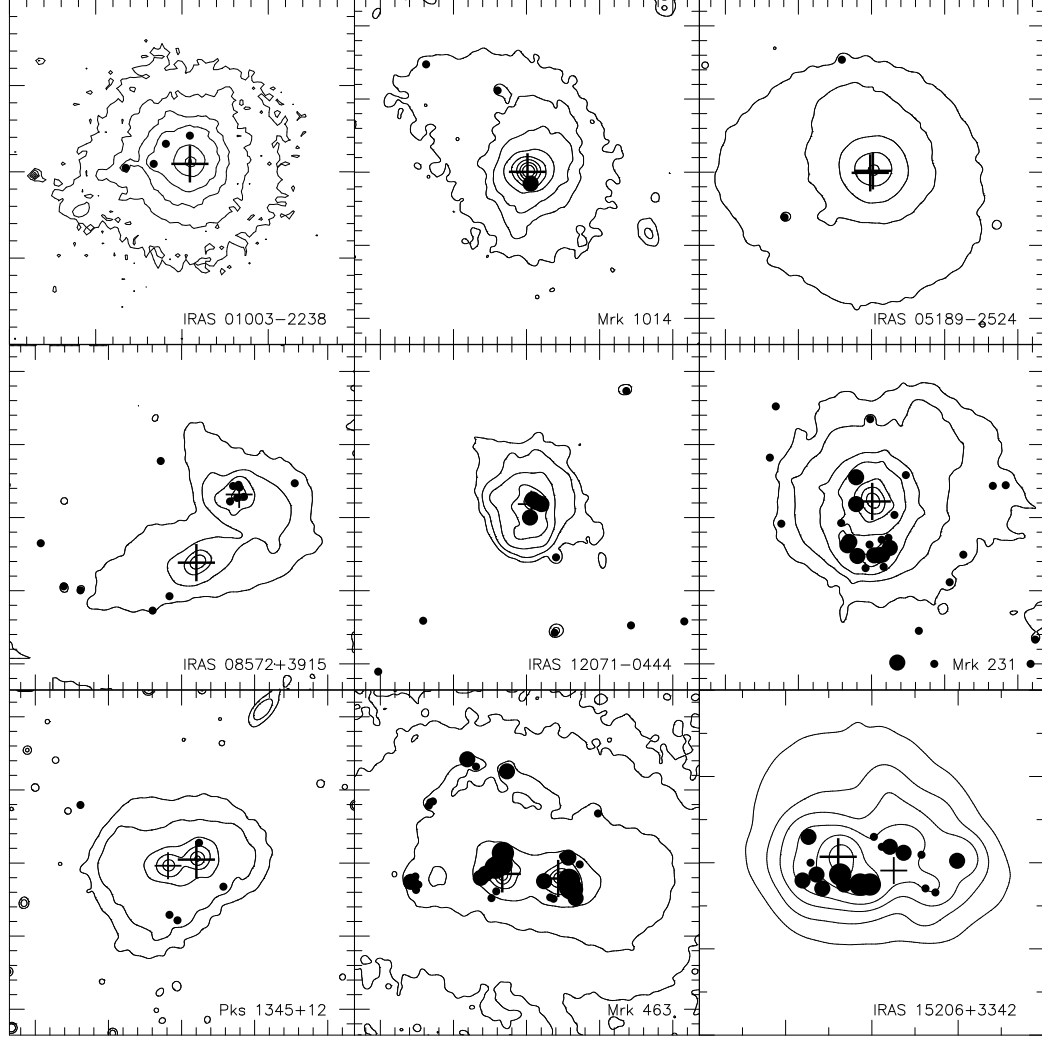 IRAS 01003-2238
Mrk 1014
IRAS 05189-2524
IRAS 08572+3915
IRAS 12071-0444
Mrk 231
Pks 1345+12
Mrk 463
IRAS 15206+3342